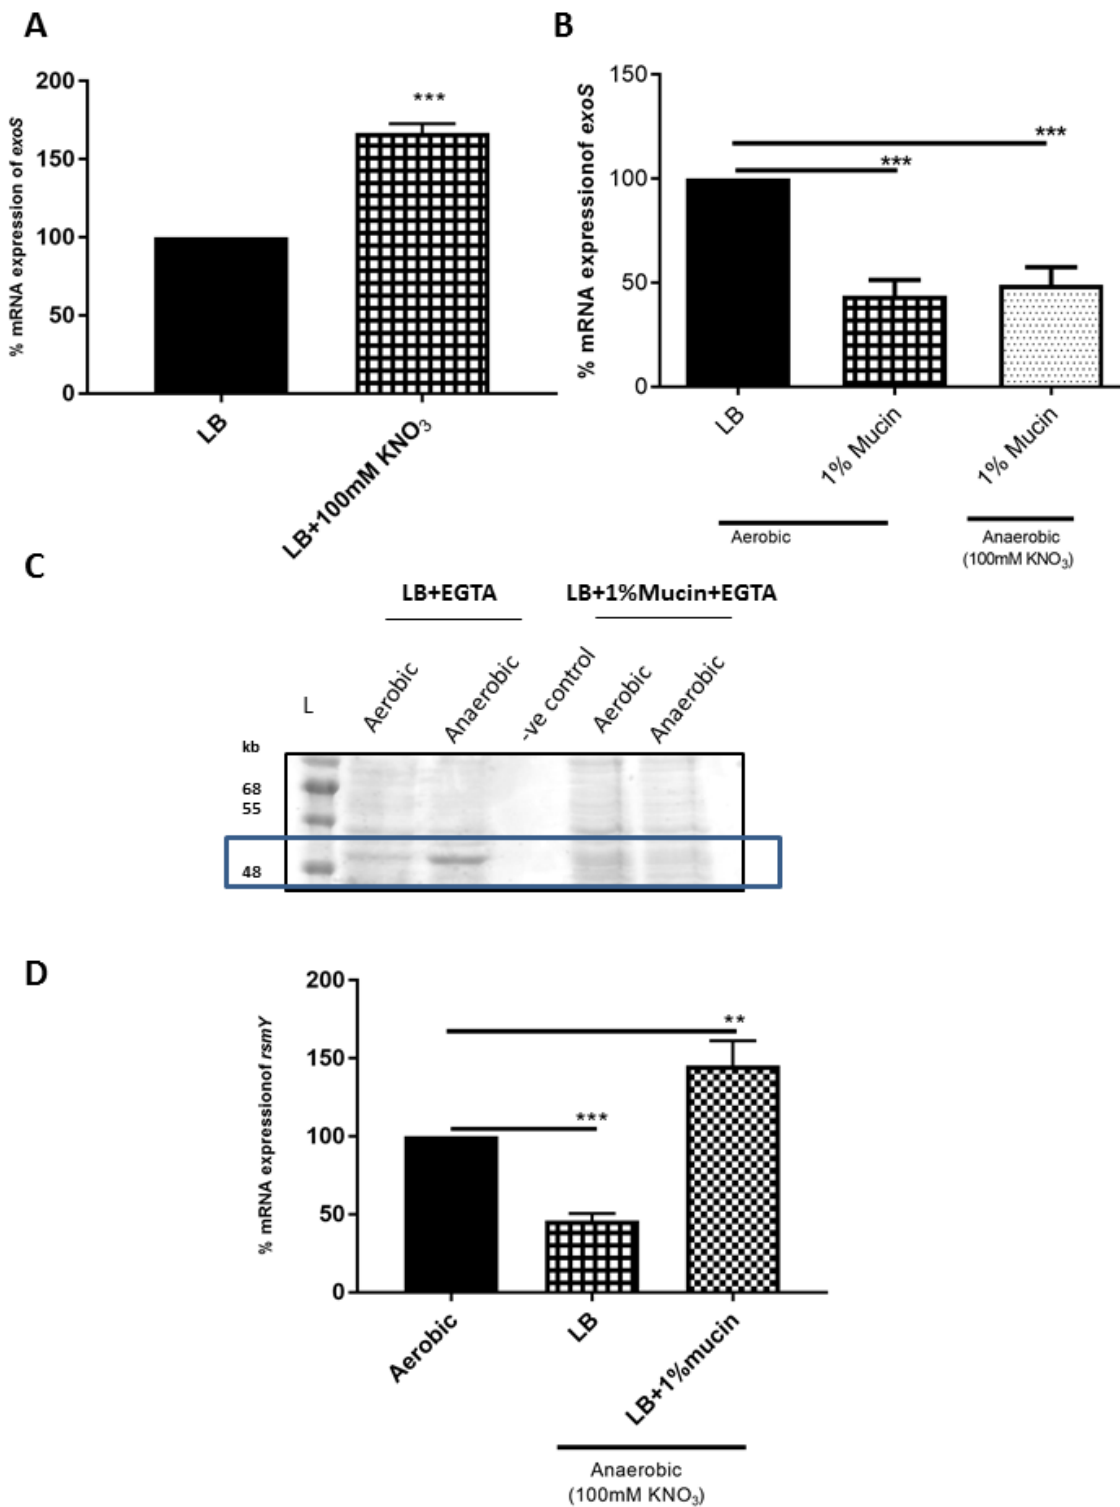 A
% mRNA expression of exoS
200
150
100
50
0
***
LB
LB+100mM KNO₃
B
% mRNA expressionof exoS
150
100
50
0
***
***
LB
1% Mucin
1% Mucin
Aerobic
Anaerobic
(100mM KNO₃)
C
LB+EGTA
LB+1%Mucin+EGTA
L
Aerobic
Anaerobic
-ve control
Aerobic
Anaerobic
kb
68
55
48
D
% mRNA expressionof rsmY
200
150
100
50
0
***
**
Aerobic
LB
LB+1%mucin
Anaerobic
(100mM KNO₃)